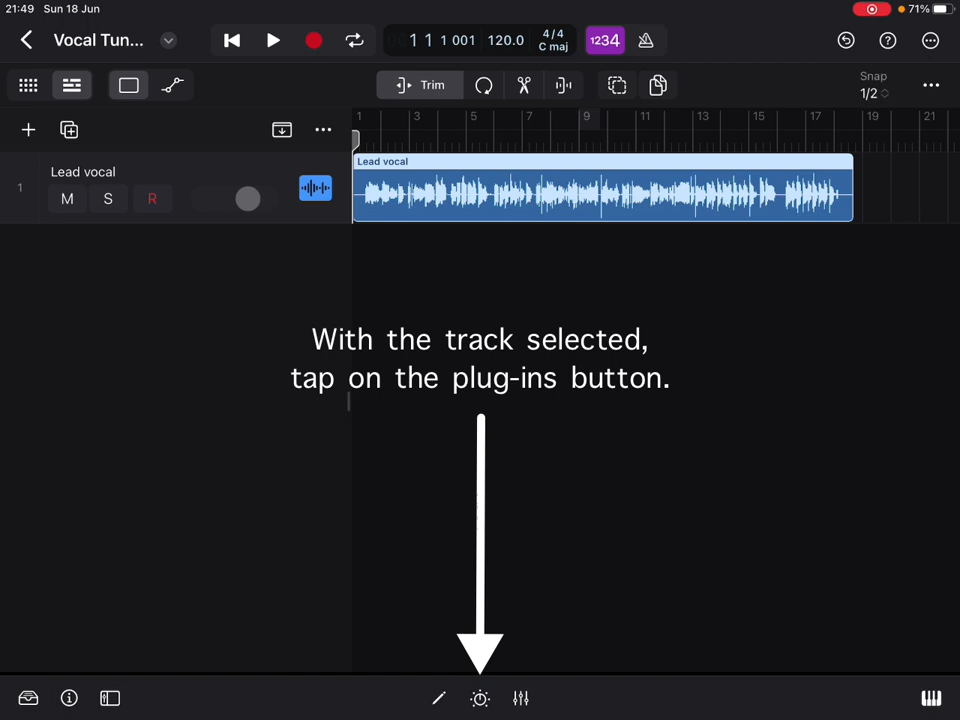 21:49 Sun 18 Jun
71%
Vocal Tun...
1 1 1 001 120.0 4/4 C maj
1234
Trim
Snap
1/2
1 3 5 7 9 11 13 15 17 19 21
1
Lead vocal
M S R
Lead vocal
With the track selected,
tap on the plug-ins button.